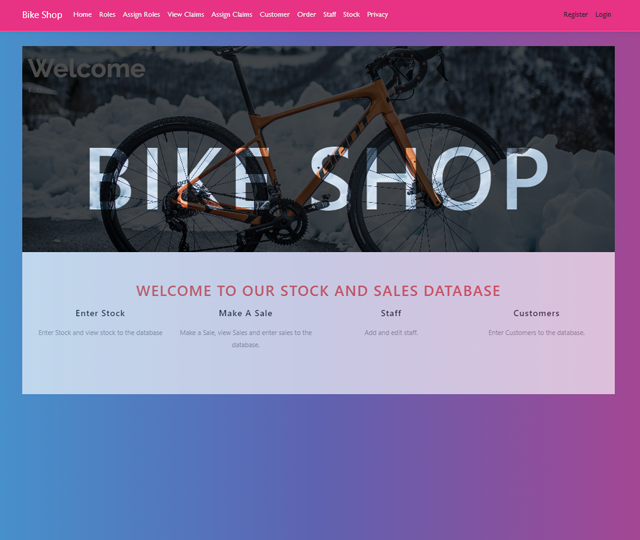 Bike Shop Home Roles Assign Roles View Claims Assign Claims Customer Order Staff Stock Privacy Register Login
Welcome
BIKE SHOP
GIANT
WELCOME TO OUR STOCK AND SALES DATABASE
Enter Stock
Enter Stock and view stock to the database
Make A Sale
Make a Sale, view Sales and enter sales to the
database.
Staff
Add and edit staff.
Customers
Enter Customers to the database.